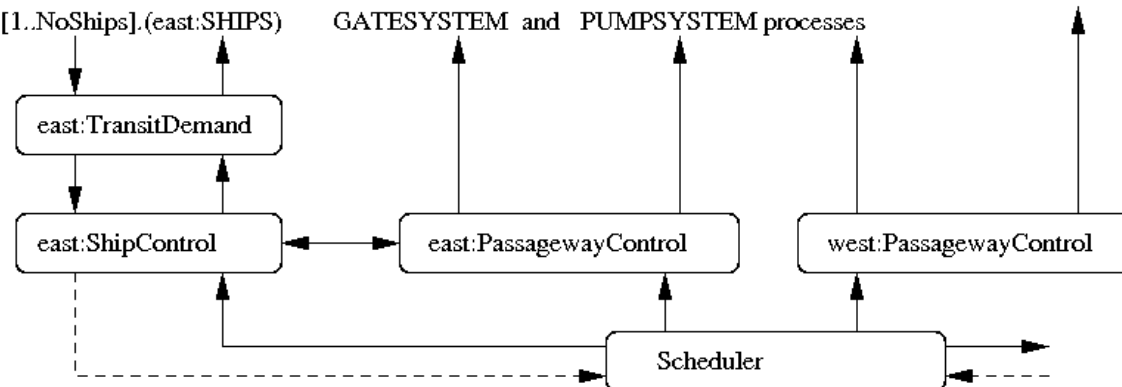 [1..NoShips].(east:SHIPS) GATESYSTEM and PUMPSYSTEM processes
east:TransitDemand
east:ShipControl east:PassagewayControl west:PassagewayControl
Scheduler